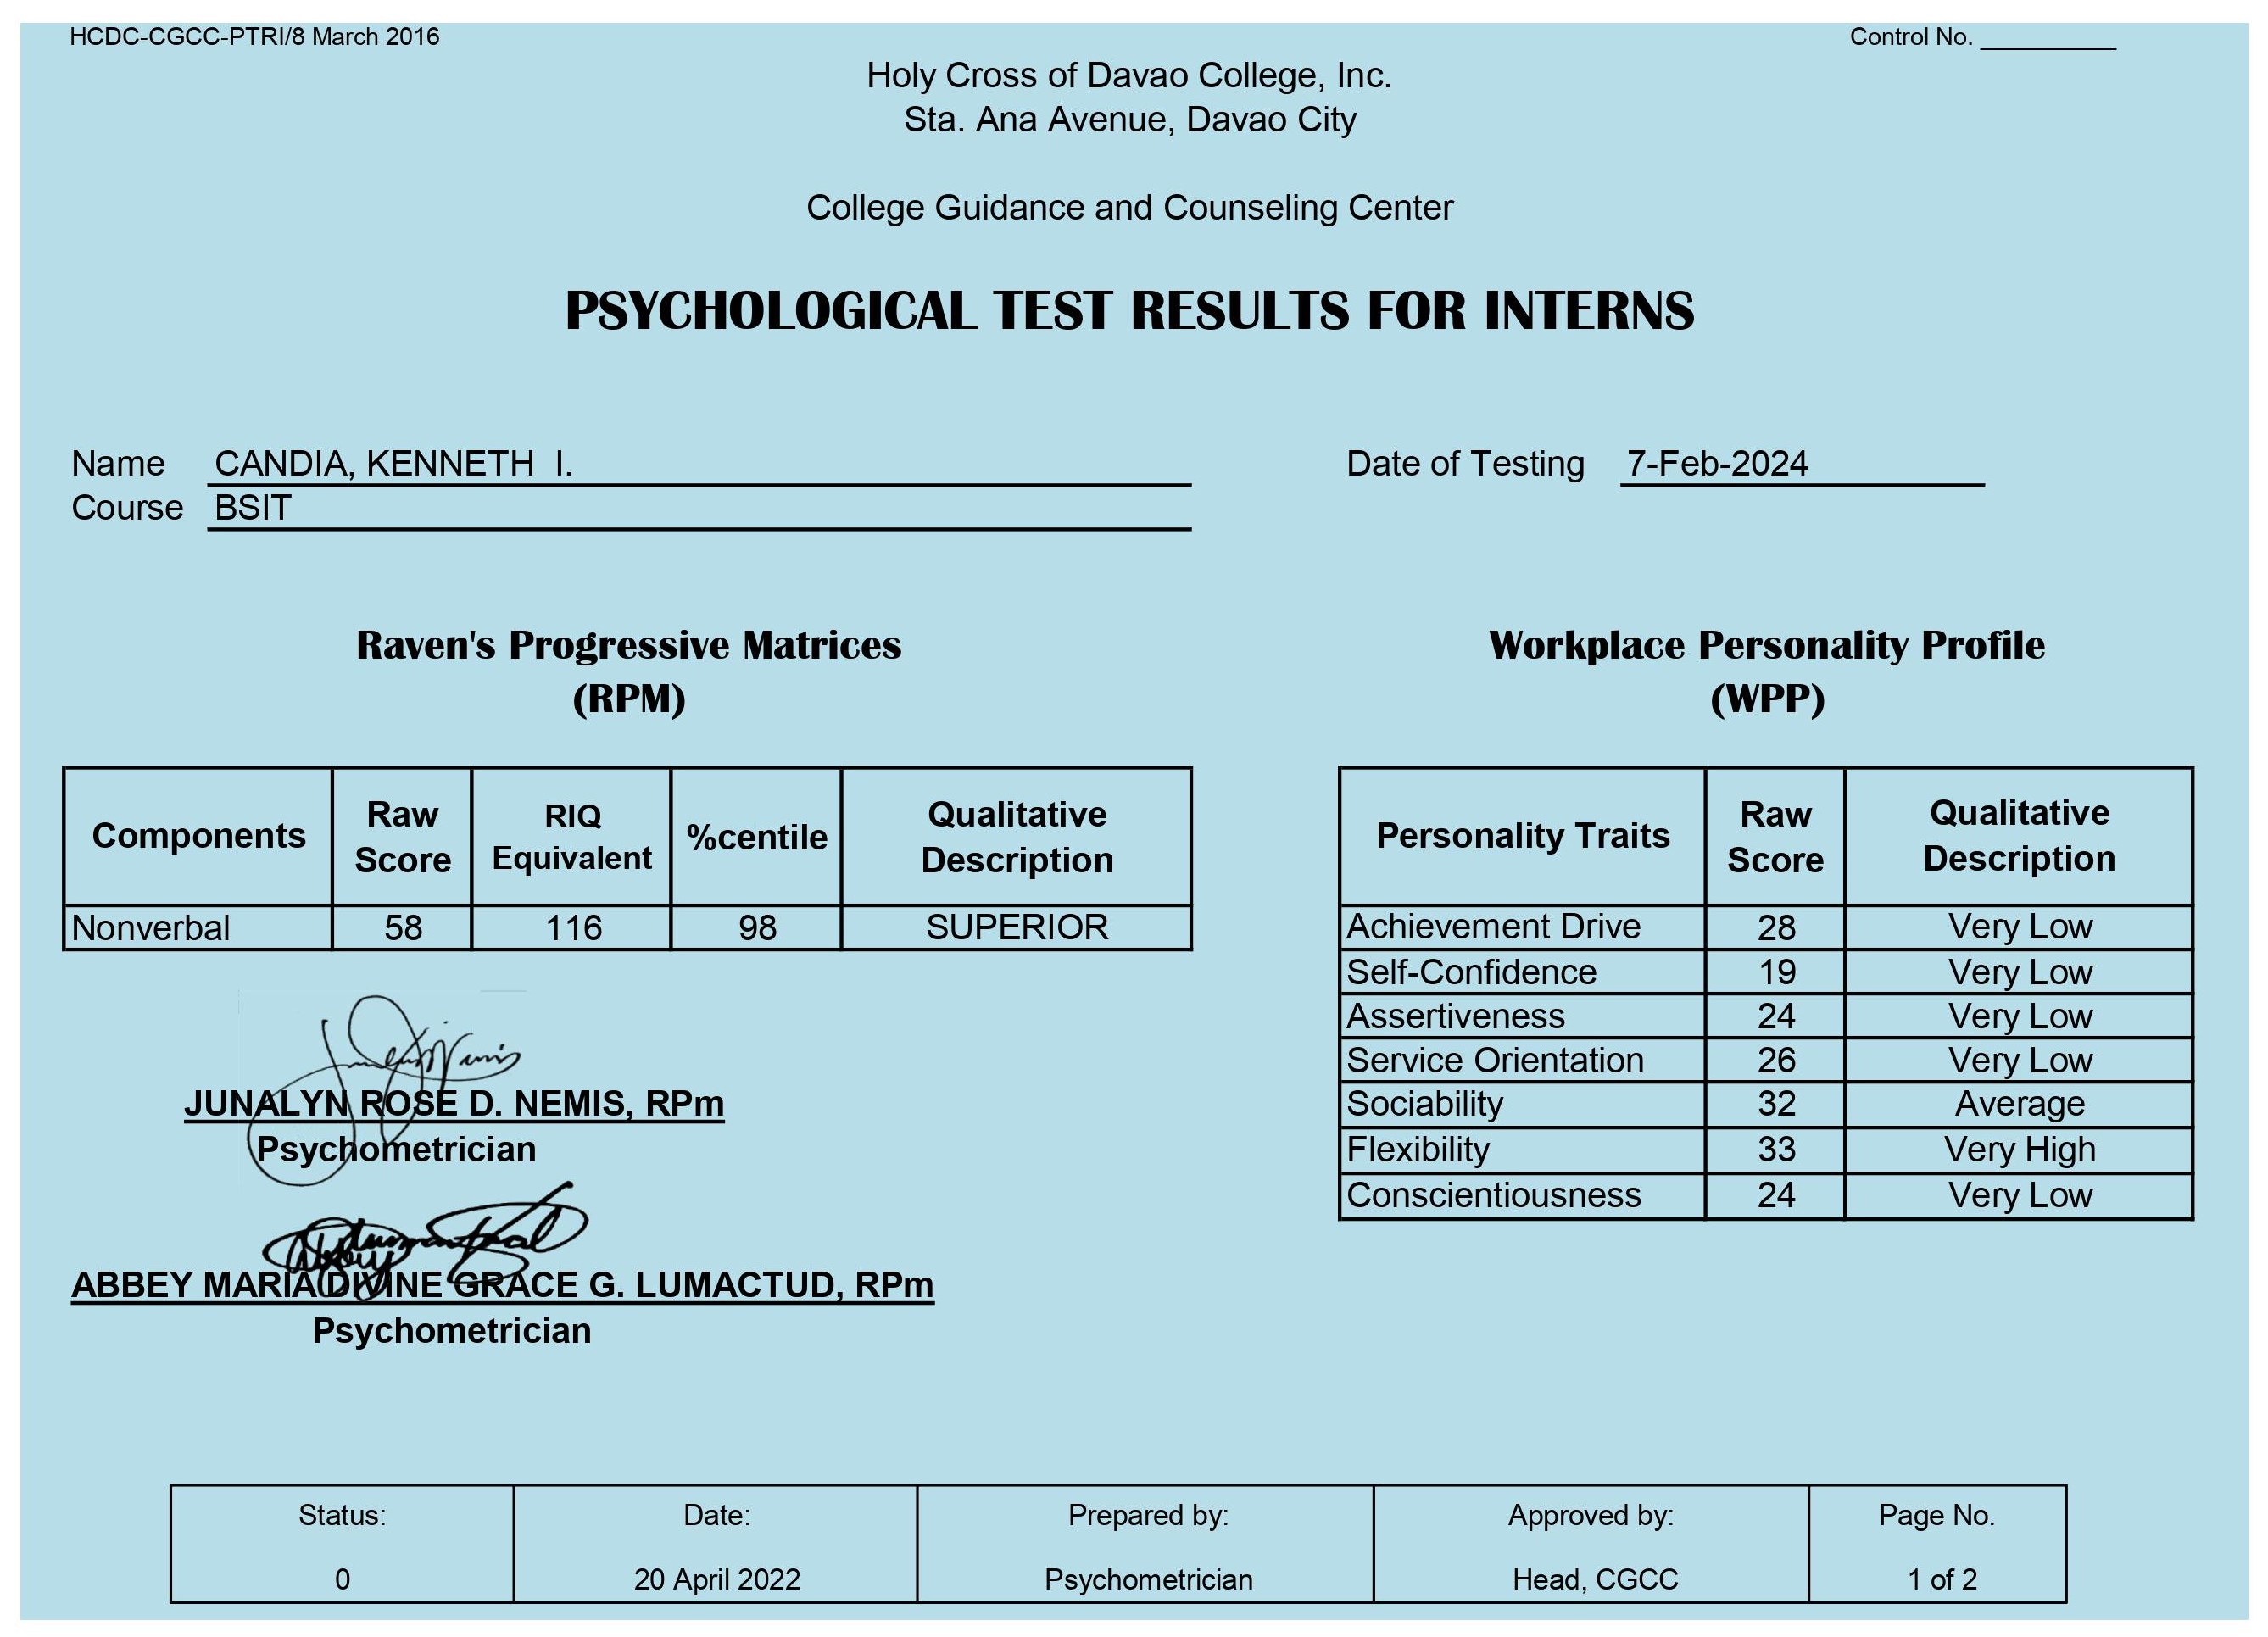 HCDC-CGCC-PTRI/8 March 2016 Control No. __________
Holy Cross of Davao College, Inc.
Sta. Ana Avenue, Davao City
College Guidance and Counseling Center
PSYCHOLOGICAL TEST RESULTS FOR INTERNS
Name CANDIA, KENNETH I. Date of Testing 7-Feb-2024
Course BSIT
Raven's Progressive Matrices
(RPM)
Components Raw Score RIQ Equivalent %centile Qualitative Description
Nonverbal 58 116 98 SUPERIOR
JUNALYN ROSE D. NEMIS, RPm
Psychometrician
ABBEY MARIA DIVINE GRACE G. LUMACTUD, RPm
Psychometrician
Workplace Personality Profile
(WPP)
Personality Traits Raw Score Qualitative Description
Achievement Drive 28 Very Low
Self-Confidence 19 Very Low
Assertiveness 24 Very Low
Service Orientation 26 Very Low
Sociability 32 Average
Flexibility 33 Very High
Conscientiousness 24 Very Low
Status: Date: Prepared by: Approved by: Page No.
0 20 April 2022 Psychometrician Head, CGCC 1 of 2